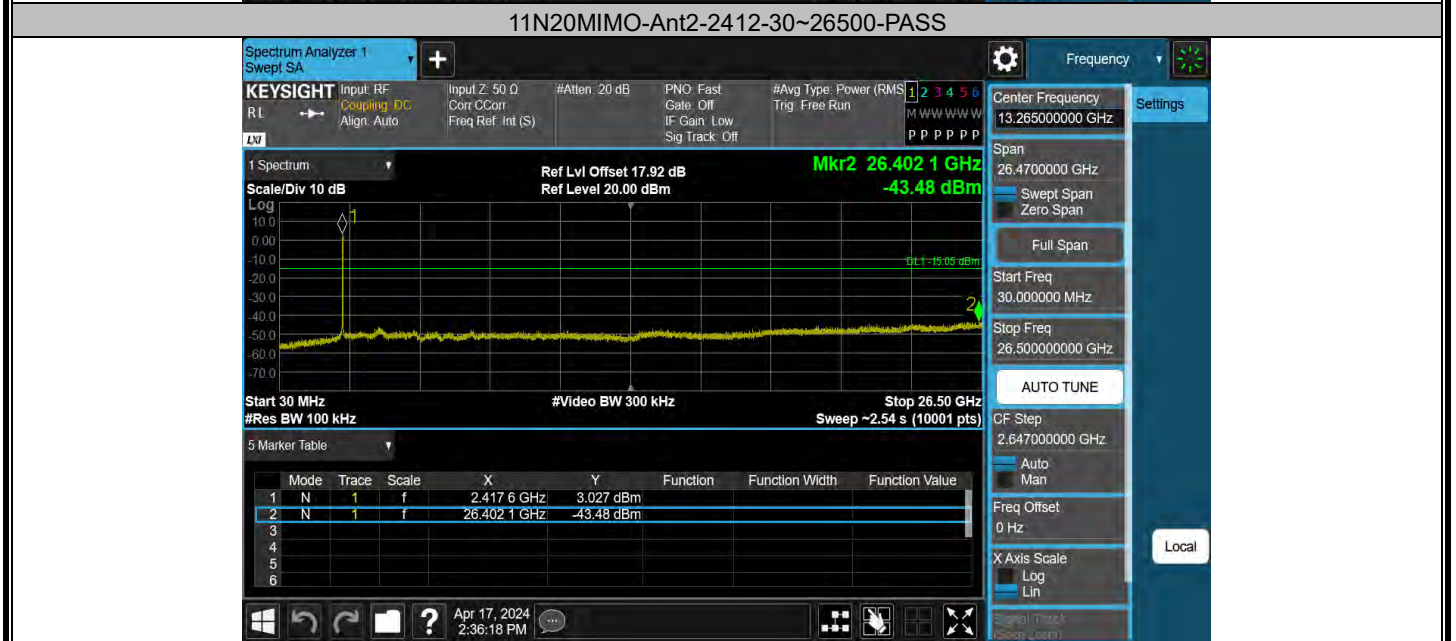 11N20MIMO-Ant2-2412-30~26500-PASS
Spectrum Analyzer 1
Swept SA
+
Frequency
KEYSIGHT
RL
LXI
Input: RF
Coupling: DC
Align: Auto
Input Z: 50 Ω
Corr CCorr
Freq Ref: Int (S)
#Atten: 20 dB
PNO: Fast
Gate: Off
IF Gain: Low
Sig Track: Off
#Avg Type: Power (RMS
Trig: Free Run
1 2 3 4 5 6
M W W W W W
P P P P P P
1 Spectrum
Scale/Div 10 dB
Ref Lvl Offset 17.92 dB
Ref Level 20.00 dBm
Mkr2 26.402 1 GHz
-43.48 dBm
Log
10.0
0.00
-10.0
-20.0
-30.0
-40.0
-50.0
-60.0
-70.0
1
DL1 -15.05 dBm
2
Start 30 MHz
#Video BW 300 kHz
Stop 26.50 GHz
#Res BW 100 kHz
Sweep ~2.54 s (10001 pts)
5 Marker Table
Mode Trace Scale X Y Function Function Width Function Value
1 N 1 f 2.417 6 GHz 3.027 dBm
2 N 1 f 26.402 1 GHz -43.48 dBm
3
4
5
6
Apr 17, 2024
2:36:18 PM
Center Frequency
13.265000000 GHz
Settings
Span
26.4700000 GHz
Swept Span
Zero Span
Full Span
Start Freq
30.000000 MHz
Stop Freq
26.500000000 GHz
AUTO TUNE
CF Step
2.647000000 GHz
Auto
Man
Freq Offset
0 Hz
X Axis Scale
Log
Lin
Local
Signal Track
(Span Zoom)